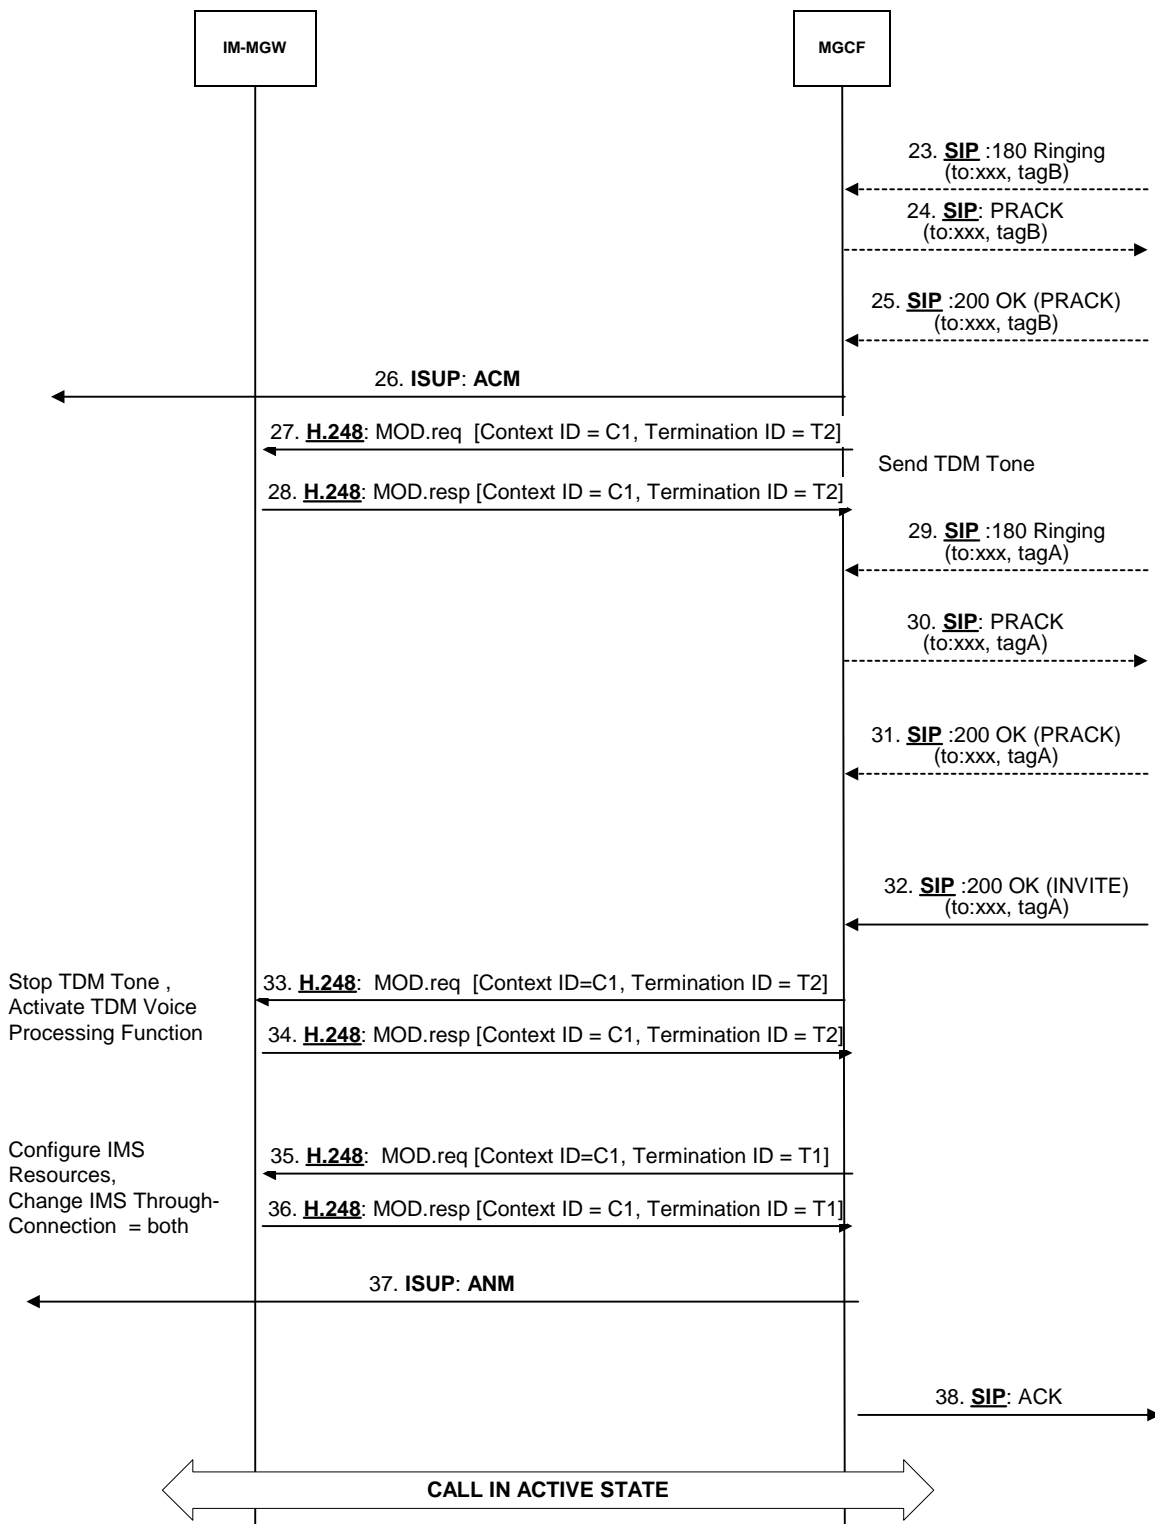 IM-MGW
MGCF
23. SIP :180 Ringing
(to:xxx, tagB)
24. SIP: PRACK
(to:xxx, tagB)
25. SIP :200 OK (PRACK)
(to:xxx, tagB)
26. ISUP: ACM
27. H.248: MOD.req [Context ID = C1, Termination ID = T2]
Send TDM Tone
28. H.248: MOD.resp [Context ID = C1, Termination ID = T2]
29. SIP :180 Ringing
(to:xxx, tagA)
30. SIP: PRACK
(to:xxx, tagA)
31. SIP :200 OK (PRACK)
(to:xxx, tagA)
32. SIP :200 OK (INVITE)
(to:xxx, tagA)
Stop TDM Tone ,
Activate TDM Voice
Processing Function
33. H.248: MOD.req [Context ID=C1, Termination ID = T2]
34. H.248: MOD.resp [Context ID = C1, Termination ID = T2]
Configure IMS
Resources,
Change IMS Through-
Connection = both
35. H.248: MOD.req [Context ID=C1, Termination ID = T1]
36. H.248: MOD.resp [Context ID = C1, Termination ID = T1]
37. ISUP: ANM
38. SIP: ACK
CALL IN ACTIVE STATE